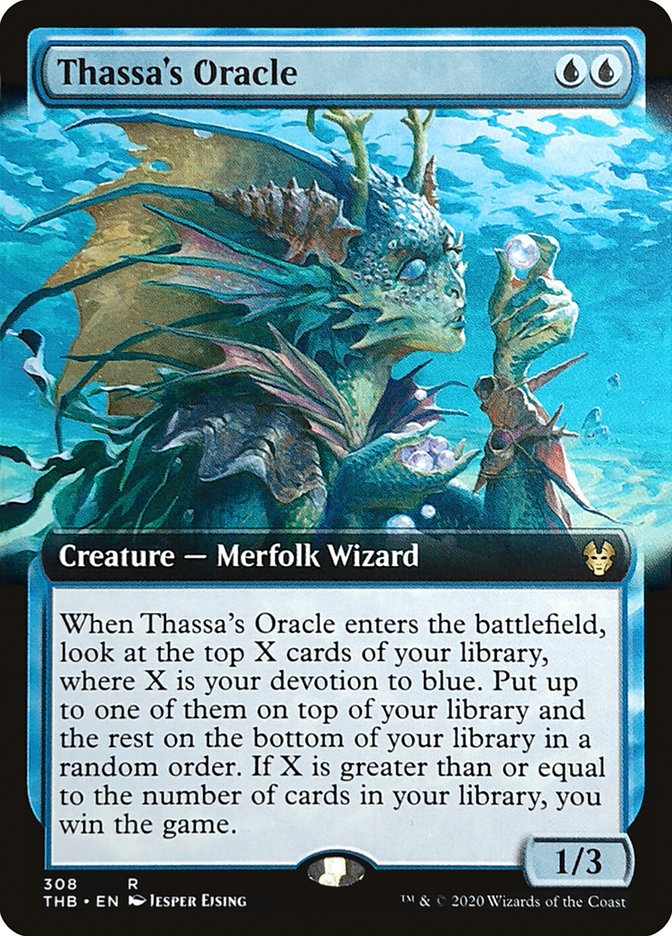 Thassa's Oracle
Creature — Merfolk Wizard
When Thassa's Oracle enters the battlefield,
look at the top X cards of your library,
where X is your devotion to blue. Put up
to one of them on top of your library and
the rest on the bottom of your library in a
random order. If X is greater than or equal
to the number of cards in your library, you
win the game.
1/3
308 R
THB • EN Jesper Ejsing
™ & © 2020 Wizards of the Coast